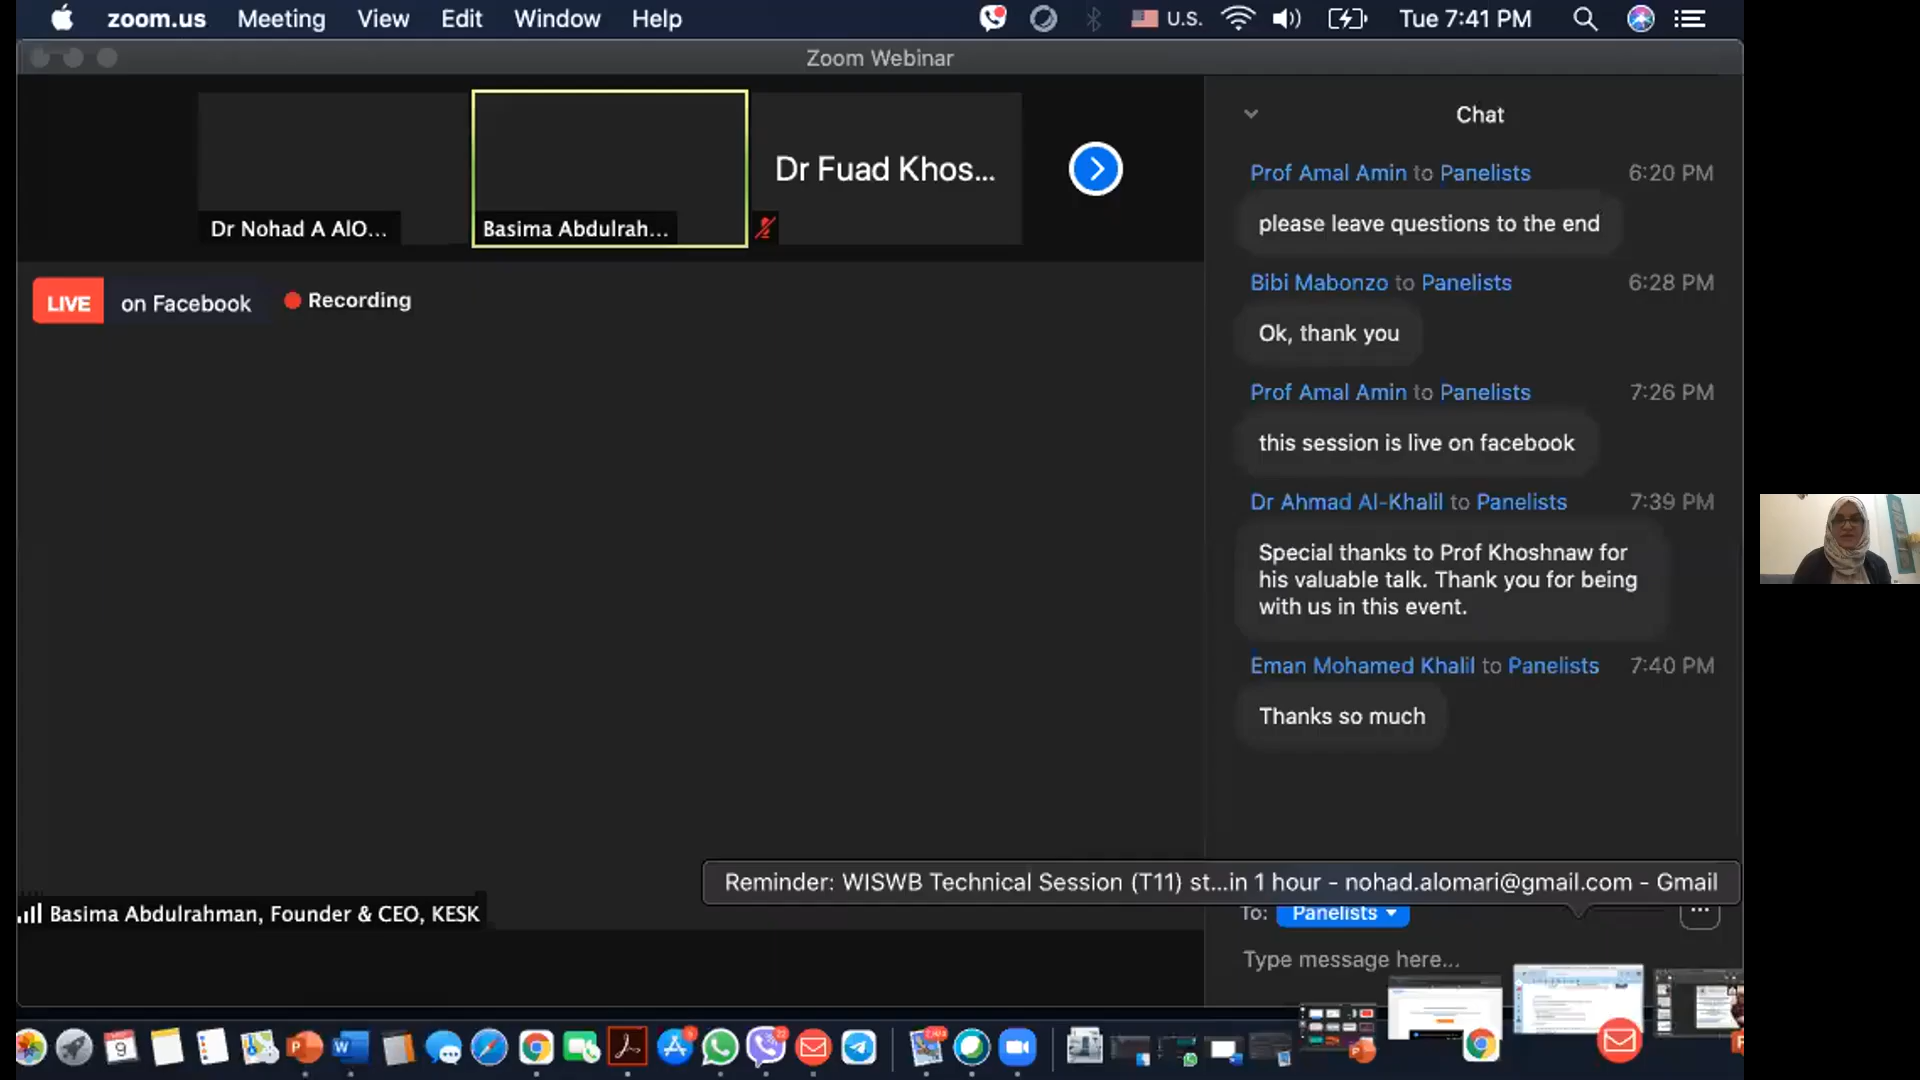 zoom.us Meeting View Edit Window Help U.S. Tue 7:41 PM
Zoom Webinar
Dr Nohad A AlO...
Basima Abdulrah...
Dr Fuad Khos...
LIVE on Facebook Recording
Basima Abdulrahman, Founder & CEO, KESK
Chat
Prof Amal Amin to Panelists 6:20 PM
please leave questions to the end
Bibi Mabonzo to Panelists 6:28 PM
Ok, thank you
Prof Amal Amin to Panelists 7:26 PM
this session is live on facebook
Dr Ahmad Al-Khalil to Panelists 7:39 PM
Special thanks to Prof Khoshnaw for
his valuable talk. Thank you for being
with us in this event.
Eman Mohamed Khalil to Panelists 7:40 PM
Thanks so much
Reminder: WISWB Technical Session (T11) st...in 1 hour - nohad.alomari@gmail.com - Gmail
To: Panelists
Type message here...
9